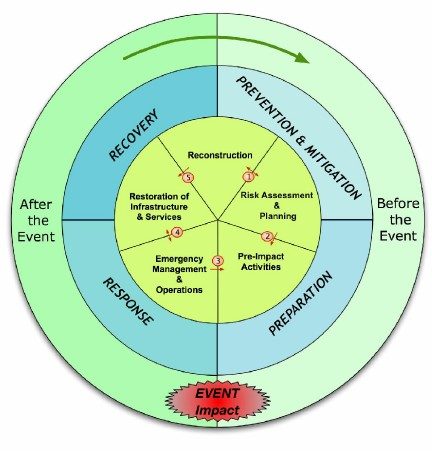 RECOVERY
PREVENTION & MITIGATION
Reconstruction
5
1
Restoration of
Infrastructure
& Services
Risk Assessment
&
Planning
After
the
Event
Before
the
Event
4
2
3
Emergency
Management
&
Operations
Pre-Impact
Activities
RESPONSE
PREPARATION
EVENT
Impact